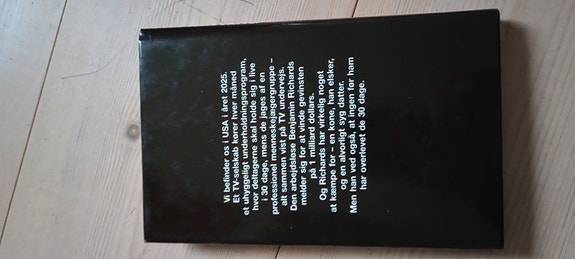 Vi befinder os i USA i året 2025.
Et TV-selskab kører hver måned
et uhyggeligt underholdningsprogram,
hvor deltagerne skal holde sig i live
i 30 dage, mens de jages af en
professionel menneskejægergruppe –
alt sammen vist på TV undervejs.
Den arbejdsløse Benjamin Richards
melder sig for at vinde gevinsten
på 1 milliard dollars.
Og Richards har virkelig noget
at kæmpe for – en kone, han elsker,
og en alvorligt syg datter.
Men han ved også, at ingen før ham
har overlevet de 30 dage.